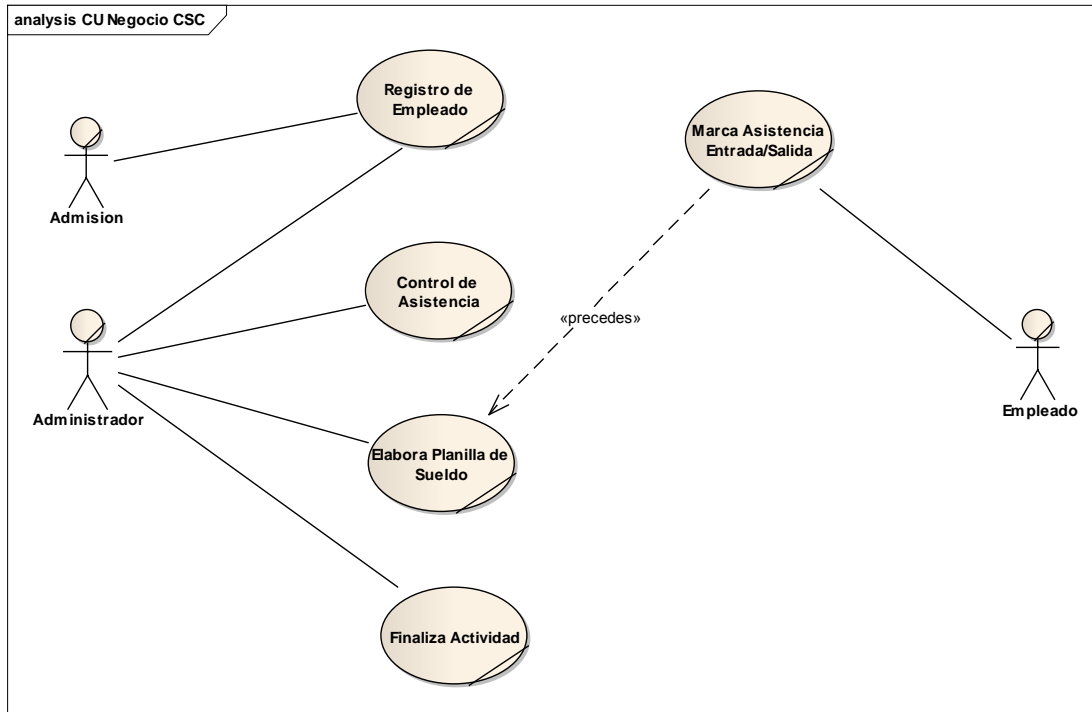 analysis CU Negocio CSC
Registro de
Empleado
Marca Asistencia
Entrada/Salida
Admision
Control de
Asistencia
«precedes»
Administrador
Empleado
Elabora Planilla de
Sueldo
Finaliza Actividad